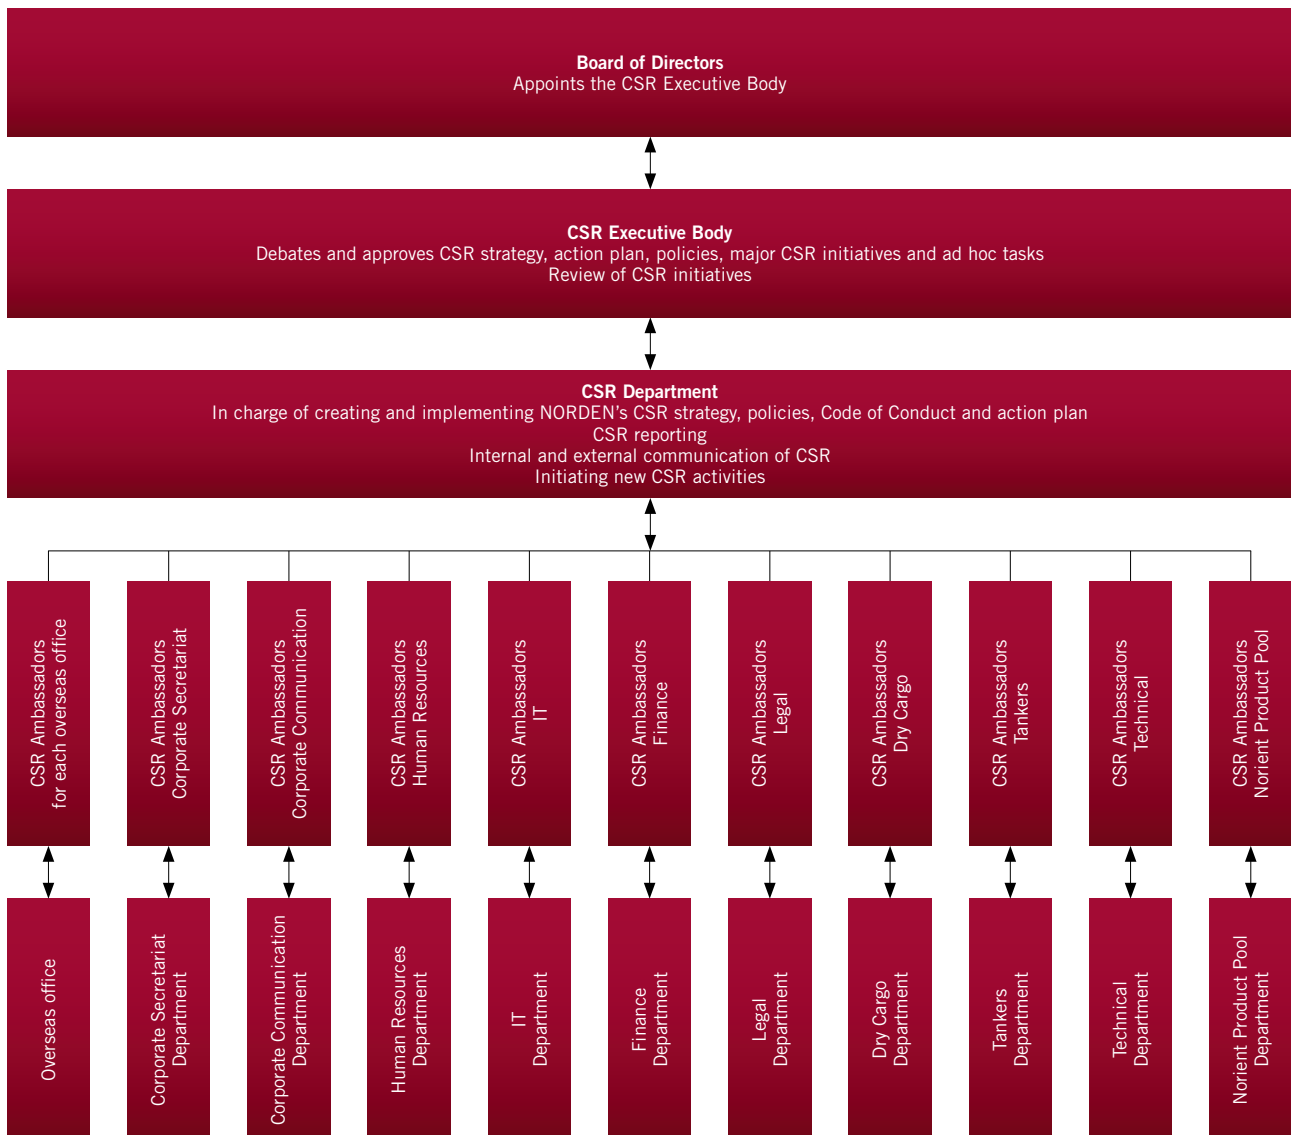 Board of Directors
Appoints the CSR Executive Body
CSR Executive Body
Debates and approves CSR strategy, action plan, policies, major CSR initiatives and ad hoc tasks
Review of CSR initiatives
CSR Department
In charge of creating and implementing NORDEN's CSR strategy, policies, Code of Conduct and action plan
CSR reporting
Internal and external communication of CSR
Initiating new CSR activities
CSR Ambassadors
for each overseas office
CSR Ambassadors
Corporate Secretariat
CSR Ambassadors
Corporate Communication
CSR Ambassadors
Human Resources
CSR Ambassadors
IT
CSR Ambassadors
Finance
CSR Ambassadors
Legal
CSR Ambassadors
Dry Cargo
CSR Ambassadors
Tankers
CSR Ambassadors
Technical
CSR Ambassadors
Norient Product Pool
Overseas office
Corporate Secretariat
Department
Corporate Communication
Department
Human Resources
Department
IT
Department
Finance
Department
Legal
Department
Dry Cargo
Department
Tankers
Department
Technical
Department
Norient Product Pool
Department